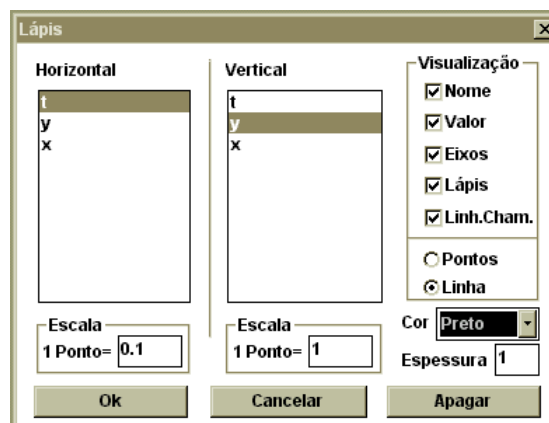 Lápis
Horizontal
t
y
x
Escala
1 Ponto= 0.1
Vertical
t
y
x
Escala
1 Ponto= 1
Visualização
Nome
Valor
Eixos
Lápis
Linh.Cham.
Pontos
Linha
Cor Preto
Espessura 1
Ok
Cancelar
Apagar